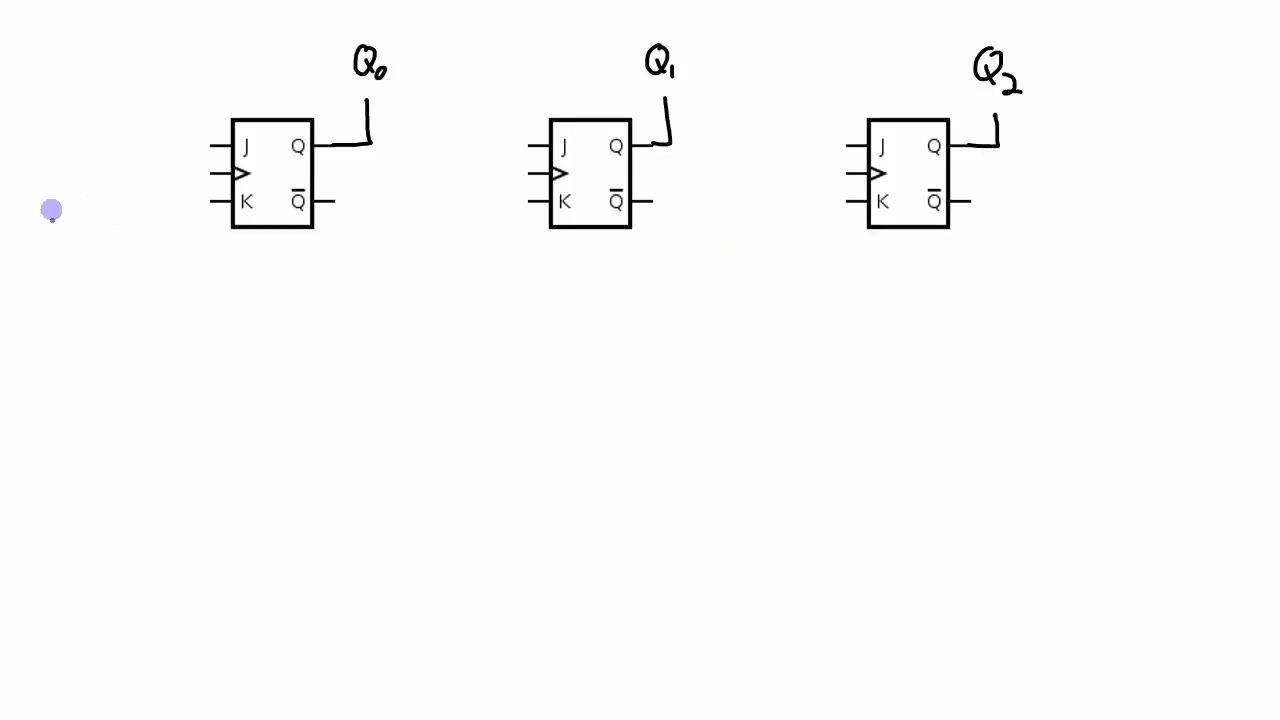 Q₀ Q₁ Q₂
J Q J Q J Q
K Q̅ K Q̅ K Q̅